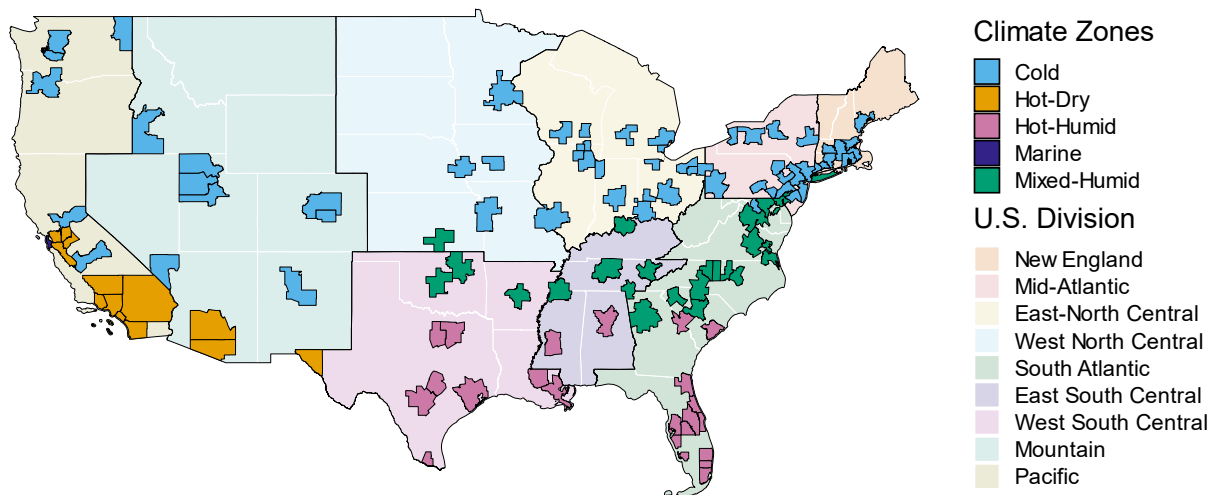 Climate Zones
Cold
Hot-Dry
Hot-Humid
Marine
Mixed-Humid
U.S. Division
New England
Mid-Atlantic
East-North Central
West North Central
South Atlantic
East South Central
West South Central
Mountain
Pacific